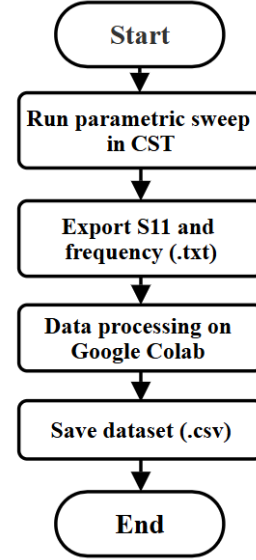 Start
Run parametric sweep
in CST
Export S11 and
frequency (.txt)
Data processing on
Google Colab
Save dataset (.csv)
End